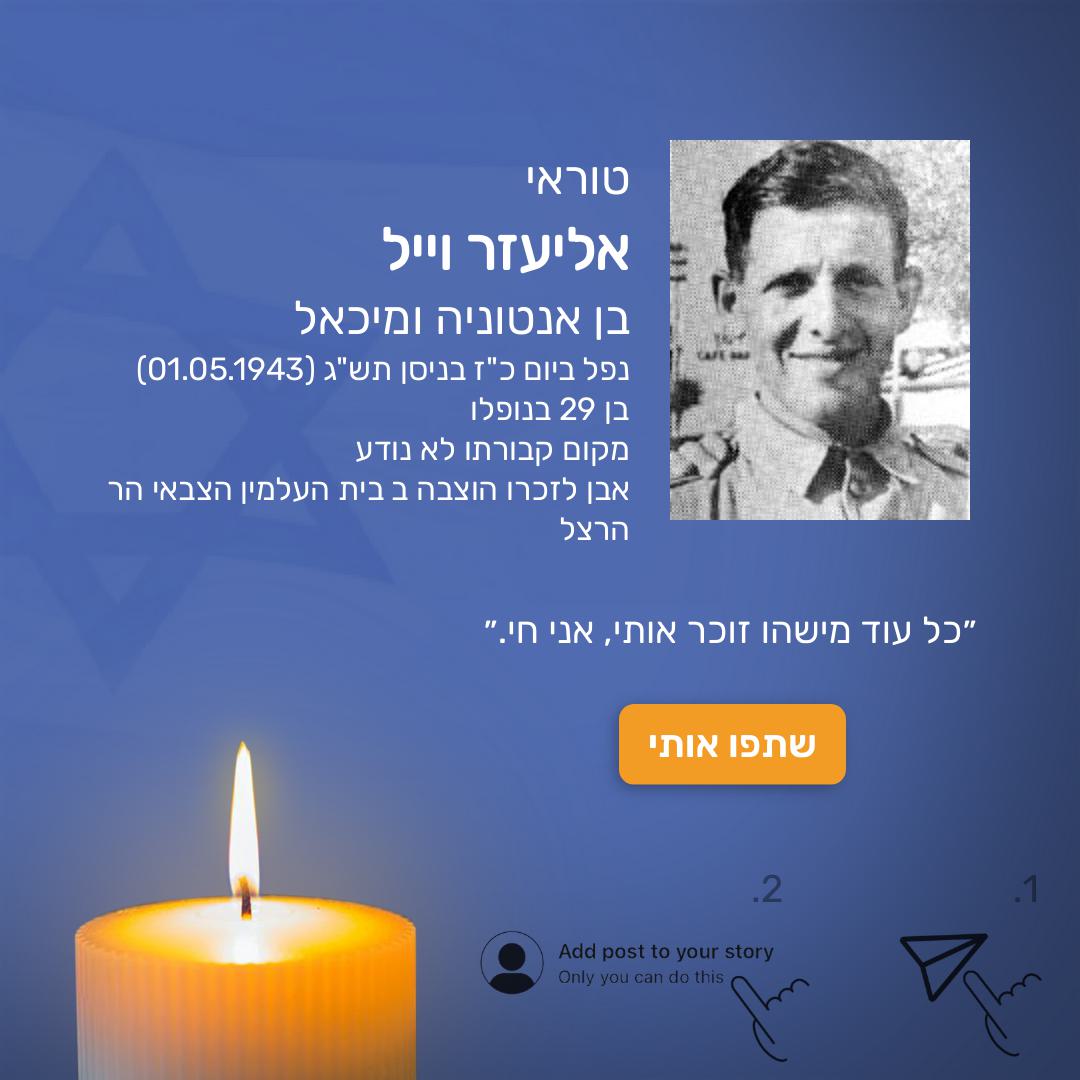 טוראי
אליעזר וייל
בן אנטוניה ומיכאל
נפל ביום כ"ז בניסן תש"ג (01.05.1943)
בן 29 בנופלו
מקום קבורתו לא נודע
אבן לזכרו הוצבה ב בית העלמין הצבאי הר
הרצל
"כל עוד מישהו זוכר אותי, אני חי."
שתפו אותי
1.
2.
Add post to your story
Only you can do this